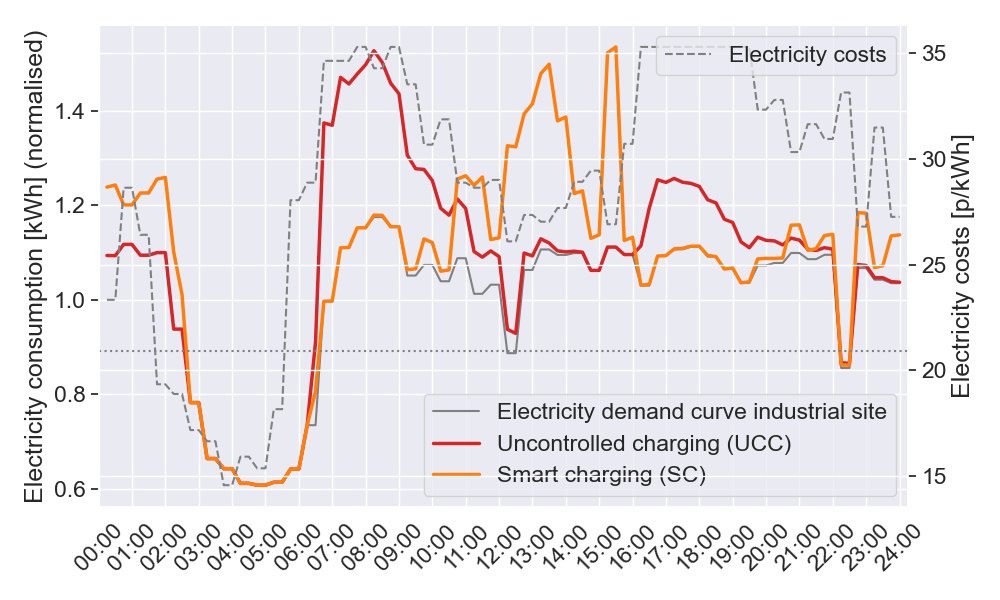 Electricity consumption [kWh] (normalised)
1.4
1.2
1.0
0.8
0.6
Electricity costs
35
30
25
20
15
Electricity costs [p/kWh]
Electricity demand curve industrial site
Uncontrolled charging (UCC)
Smart charging (SC)
00:00 01:00 02:00 03:00 04:00 05:00 06:00 07:00 08:00 09:00 10:00 11:00 12:00 13:00 14:00 15:00 16:00 17:00 18:00 19:00 20:00 21:00 22:00 23:00 24:00